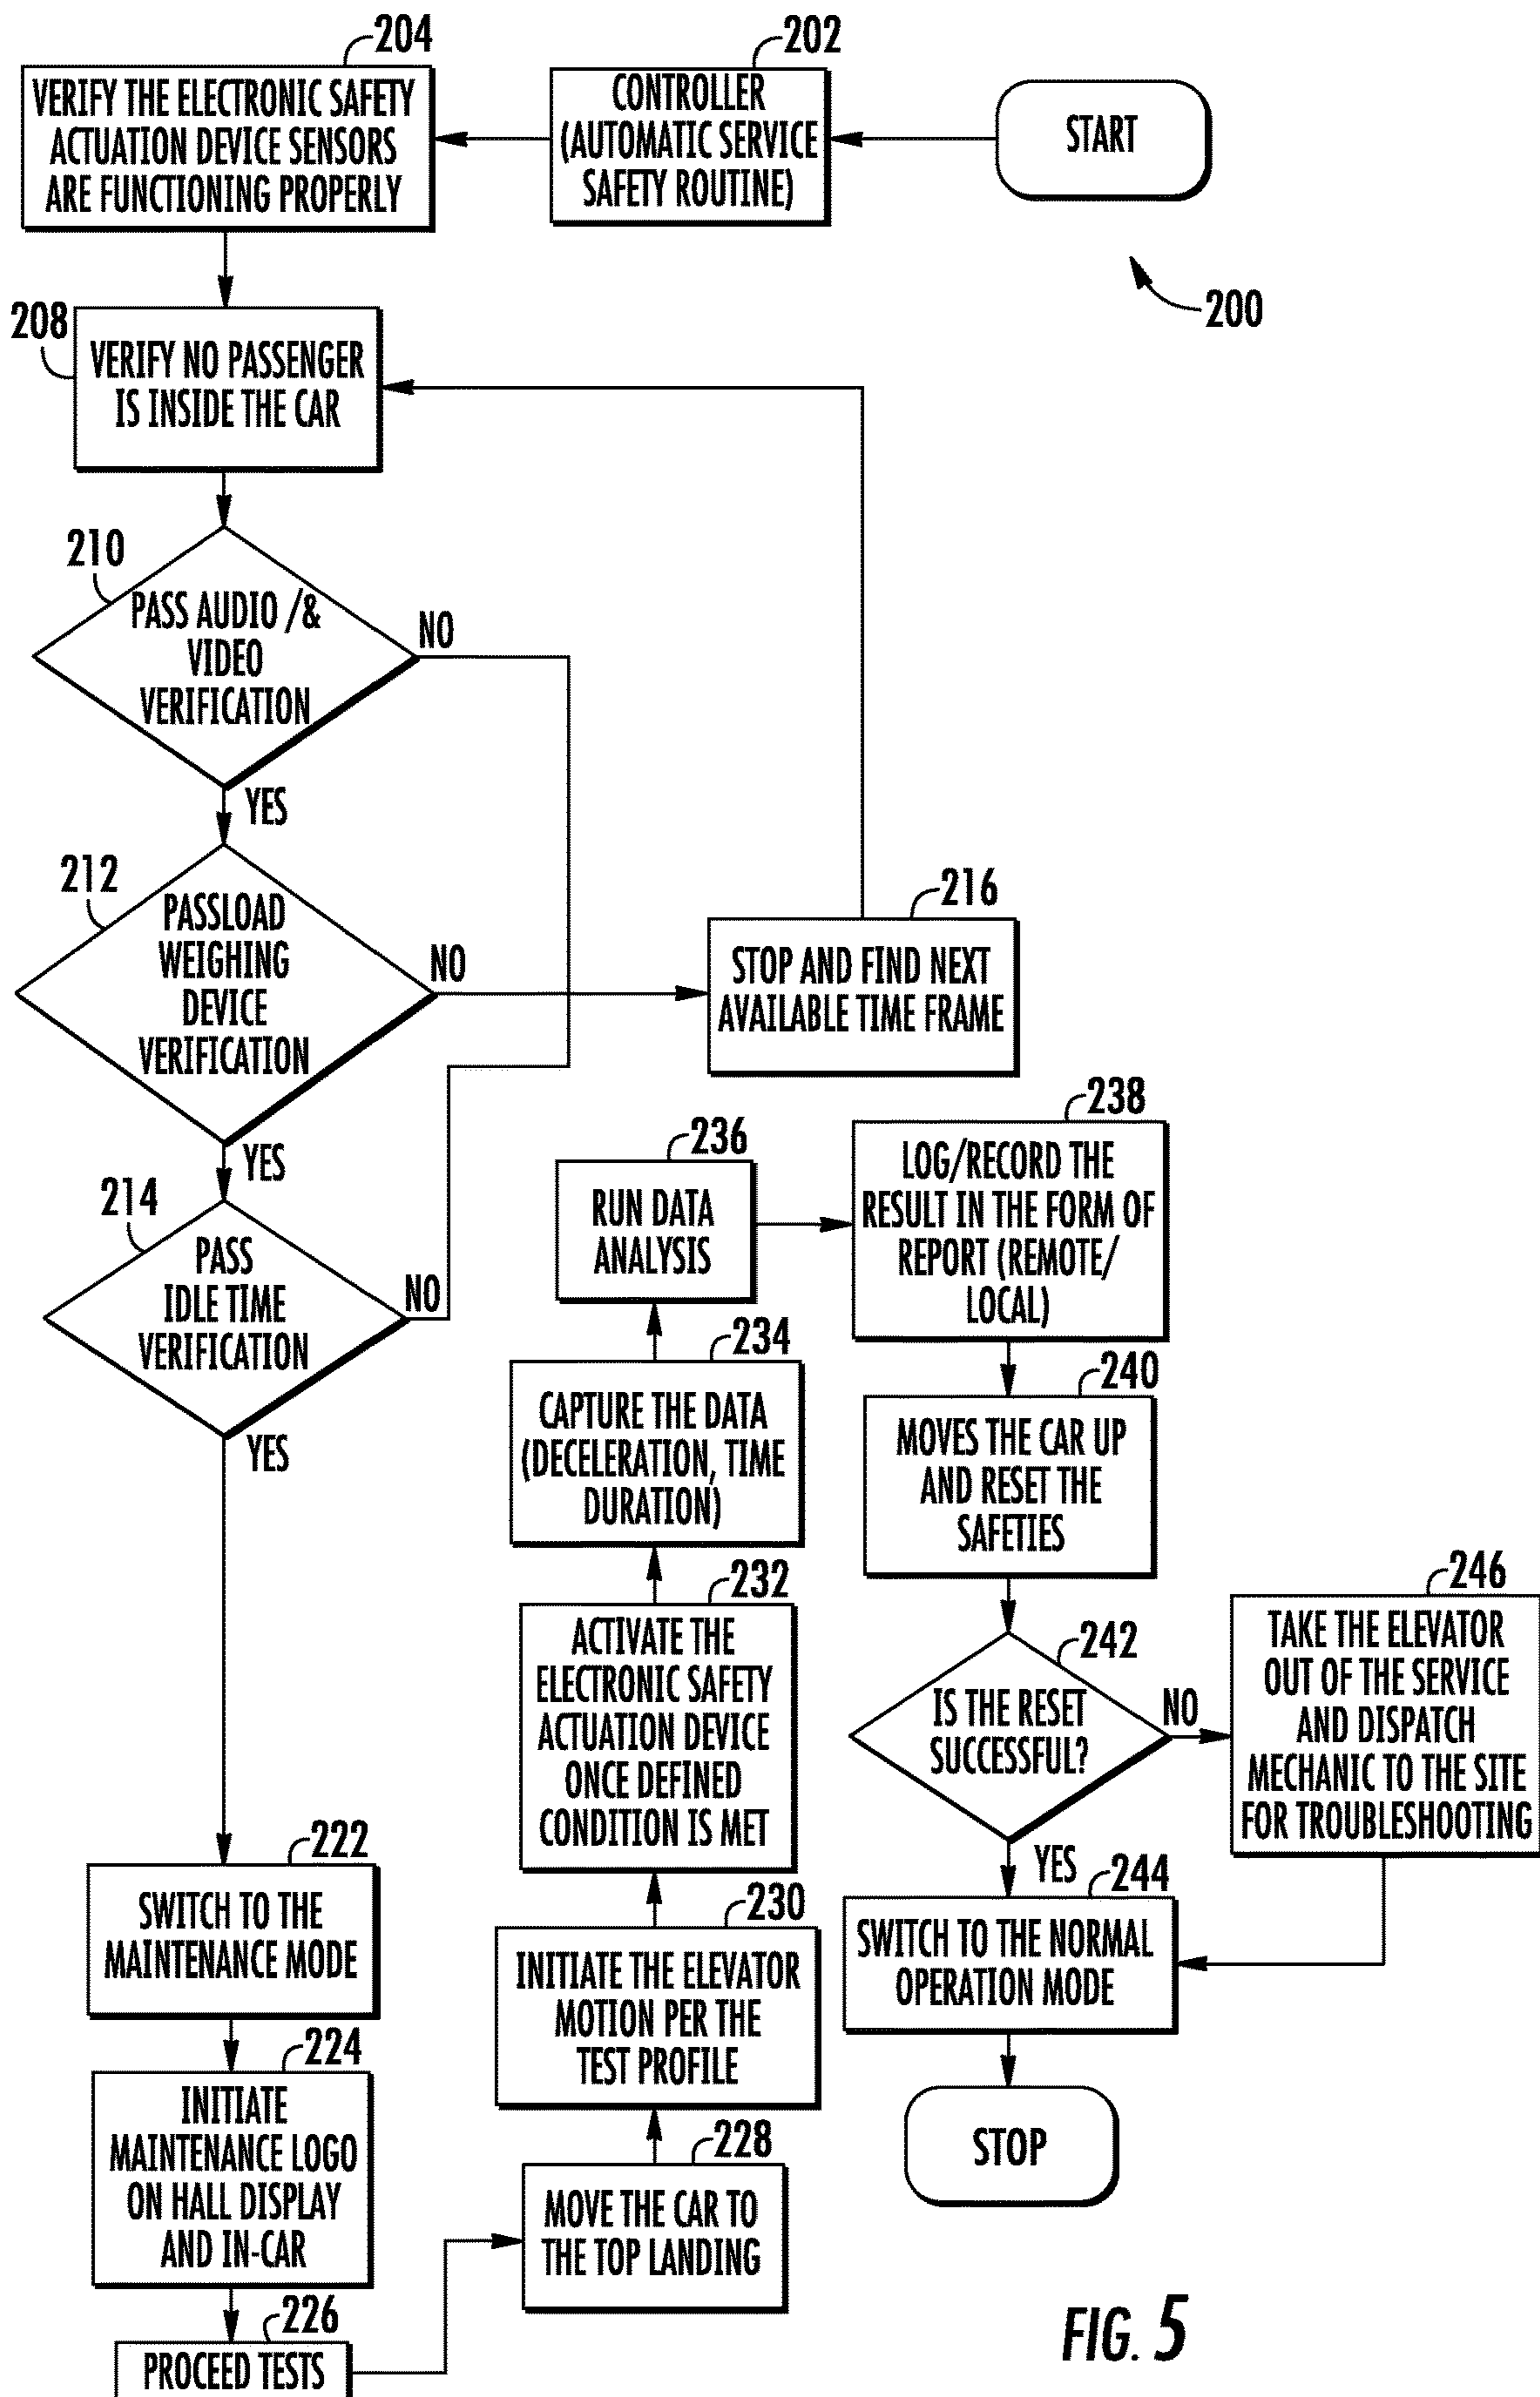 204
VERIFY THE ELECTRONIC SAFETY
ACTUATION DEVICE SENSORS
ARE FUNCTIONING PROPERLY
202
CONTROLLER
(AUTOMATIC SERVICE
SAFETY ROUTINE)
START
200
208
VERIFY NO PASSENGER
IS INSIDE THE CAR
210
PASS AUDIO /&
VIDEO
VERIFICATION
NO
YES
212
PASSLOAD
WEIGHING
DEVICE
VERIFICATION
NO
YES
216
STOP AND FIND NEXT
AVAILABLE TIME FRAME
214
PASS
IDLE TIME
VERIFICATION
NO
YES
222
SWITCH TO THE
MAINTENANCE MODE
224
INITIATE
MAINTENANCE LOGO
ON HALL DISPLAY
AND IN-CAR
226
PROCEED TESTS
228
MOVE THE CAR TO
THE TOP LANDING
230
INITIATE THE ELEVATOR
MOTION PER THE
TEST PROFILE
232
ACTIVATE THE
ELECTRONIC SAFETY
ACTUATION DEVICE
ONCE DEFINED
CONDITION IS MET
234
CAPTURE THE DATA
(DECELERATION, TIME
DURATION)
236
RUN DATA
ANALYSIS
238
LOG/RECORD THE
RESULT IN THE FORM OF
REPORT (REMOTE/
LOCAL)
240
MOVES THE CAR UP
AND RESET THE
SAFETIES
242
IS THE RESET
SUCCESSFUL?
NO
YES
246
TAKE THE ELEVATOR
OUT OF THE SERVICE
AND DISPATCH
MECHANIC TO THE SITE
FOR TROUBLESHOOTING
244
SWITCH TO THE NORMAL
OPERATION MODE
STOP
FIG. 5